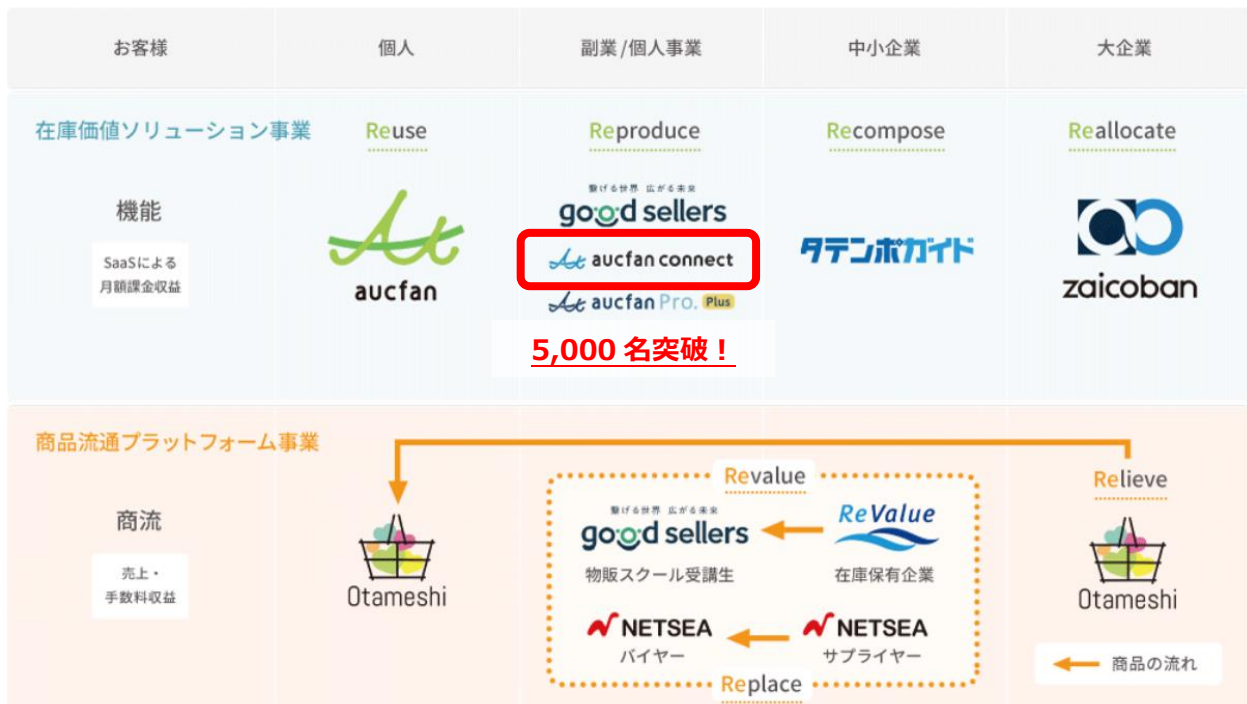 お客様
個人
副業/個人事業
中小企業
大企業
在庫価値ソリューション事業
Reuse
Reproduce
Recompose
Reallocate
機能
SaaSによる
月額課金収益
aucfan
繋げる世界 広がる未来
good sellers
aucfan connect
aucfan Pro. Plus
5,000 名突破！
タテンポガイド
zaicoban
商品流通プラットフォーム事業
商流
売上・
手数料収益
Otameshi
Revalue
繋げる世界 広がる未来
good sellers
物販スクール受講生
ReValue
在庫保有企業
NETSEA
バイヤー
NETSEA
サプライヤー
Replace
Relieve
Otameshi
商品の流れ